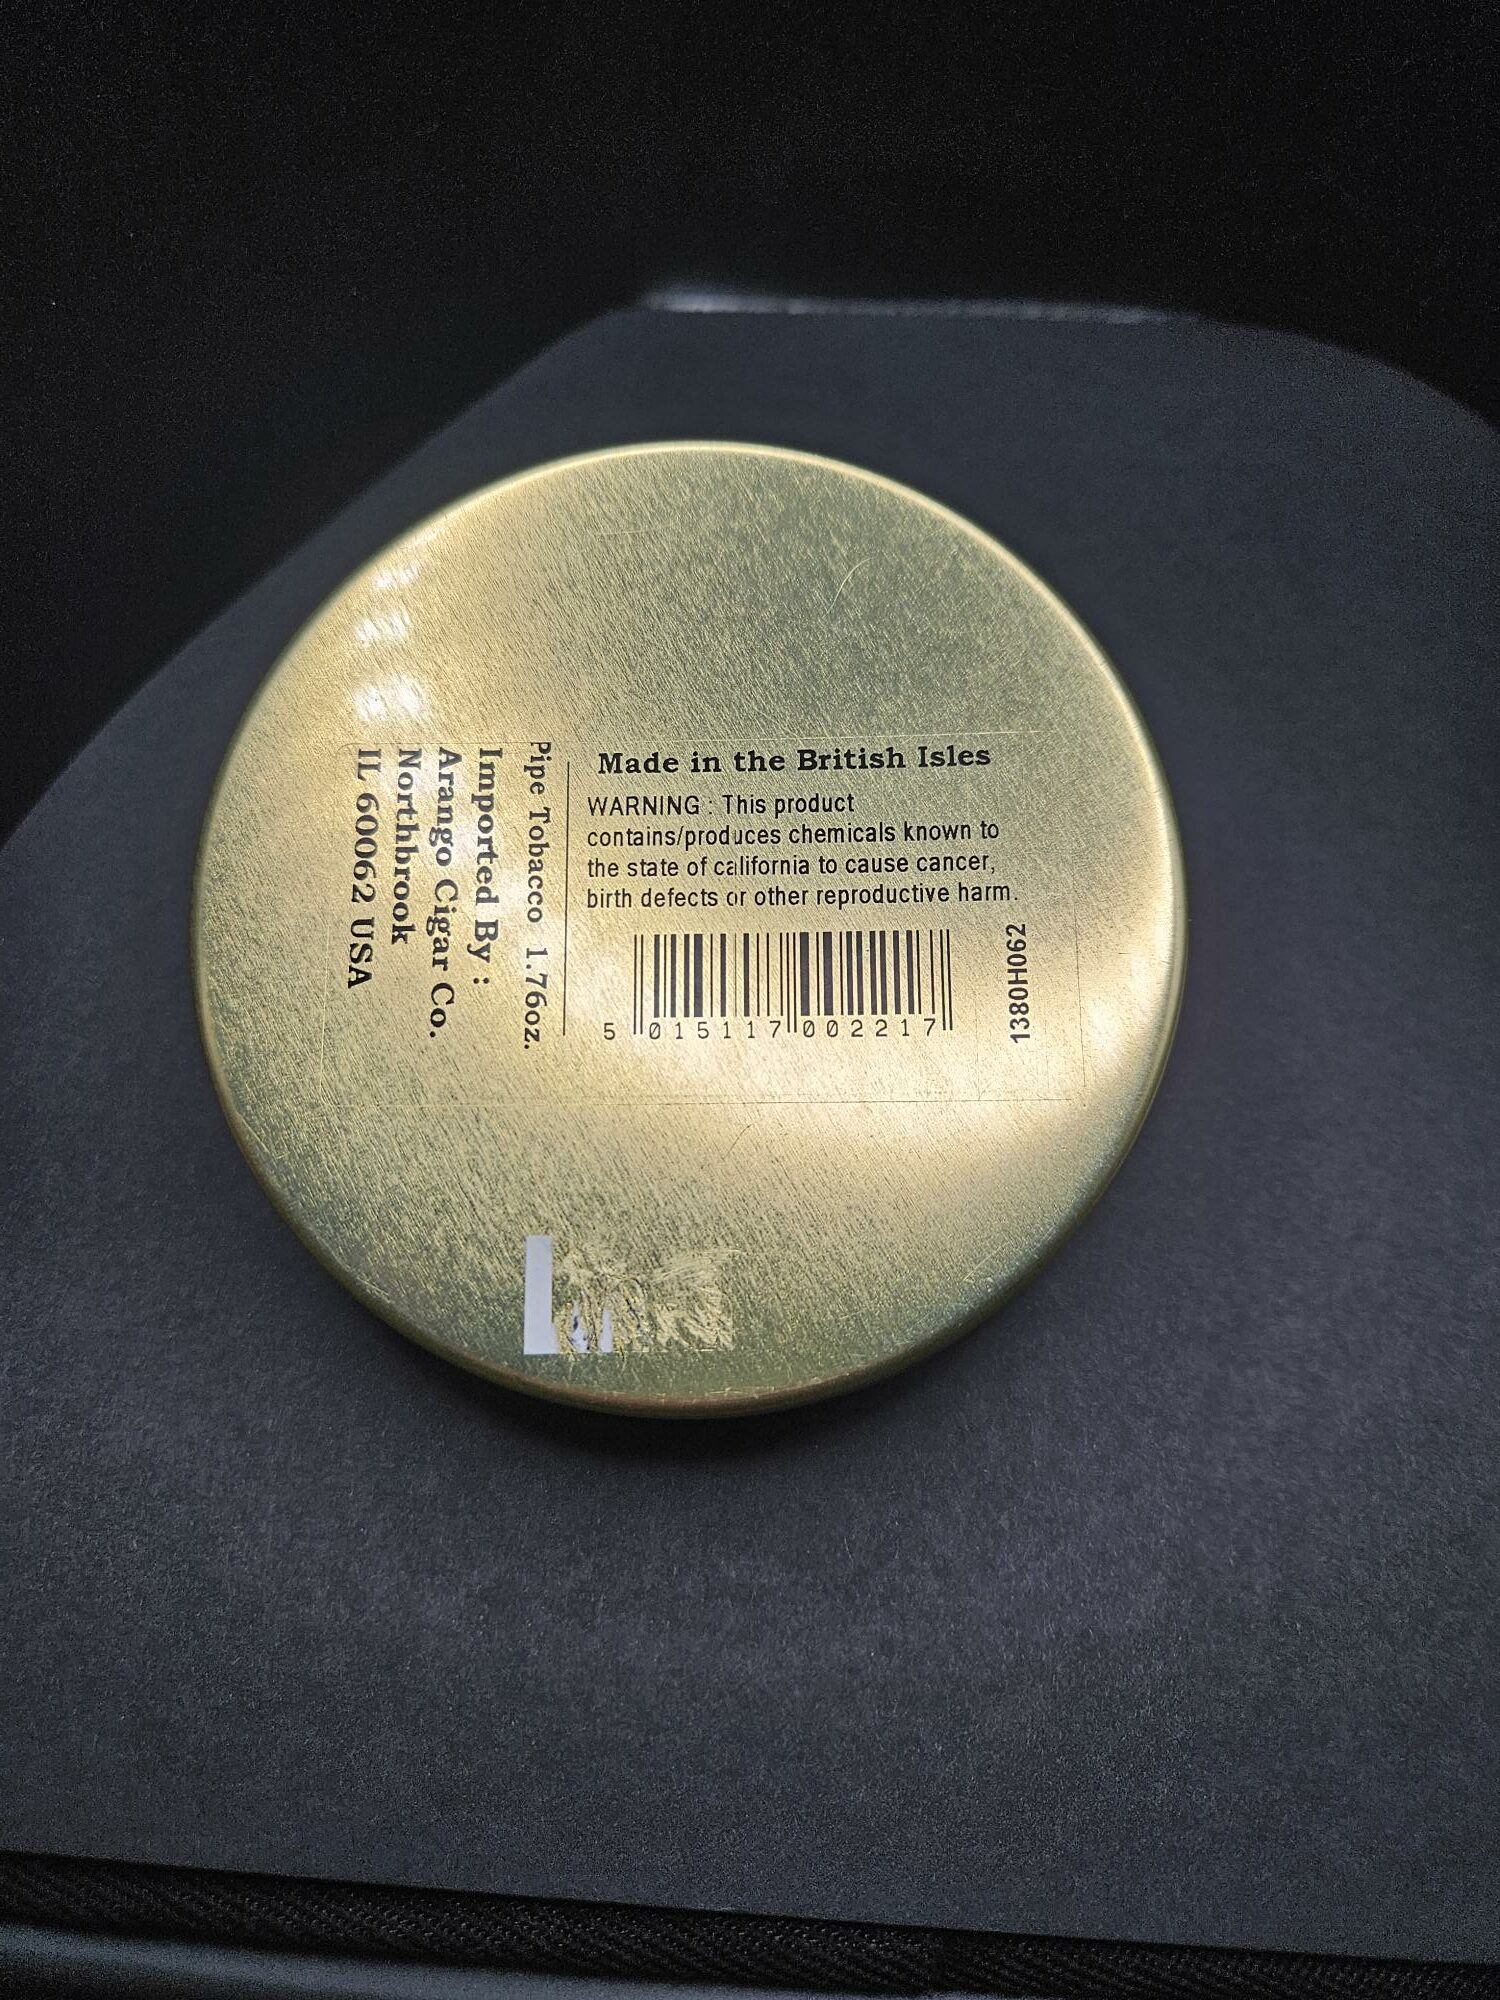 Made in the British Isles
WARNING : This product
contains/produces chemicals known to
the state of california to cause cancer,
birth defects or other reproductive harm.
5 015117 002217
1380H062
Pipe Tobacco 1.76oz.
Imported By :
Arango Cigar Co.
Northbrook
IL 60062 USA